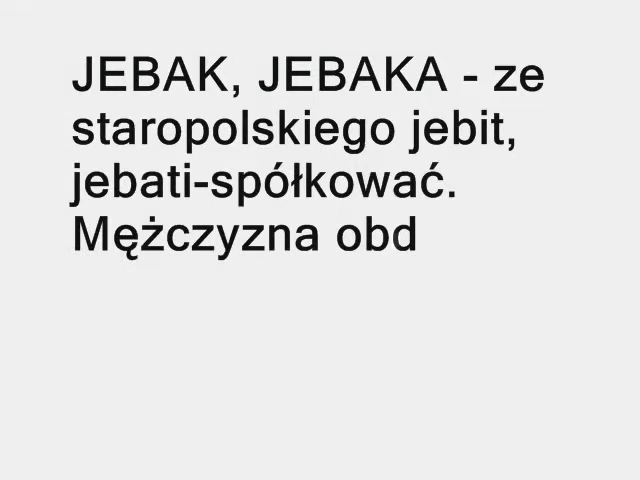 JEBAK, JEBAKA - ze
staropolskiego jebit,
jebati-spółkować.
Mężczyzna obd